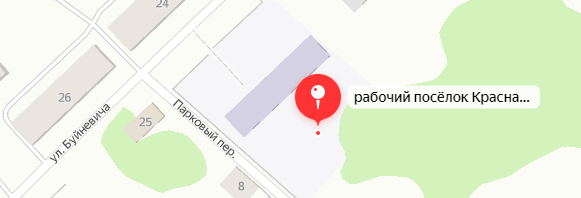 24
рабочий посёлок Красна...
26
25
ул. Буйневича
Парковый пер.
8